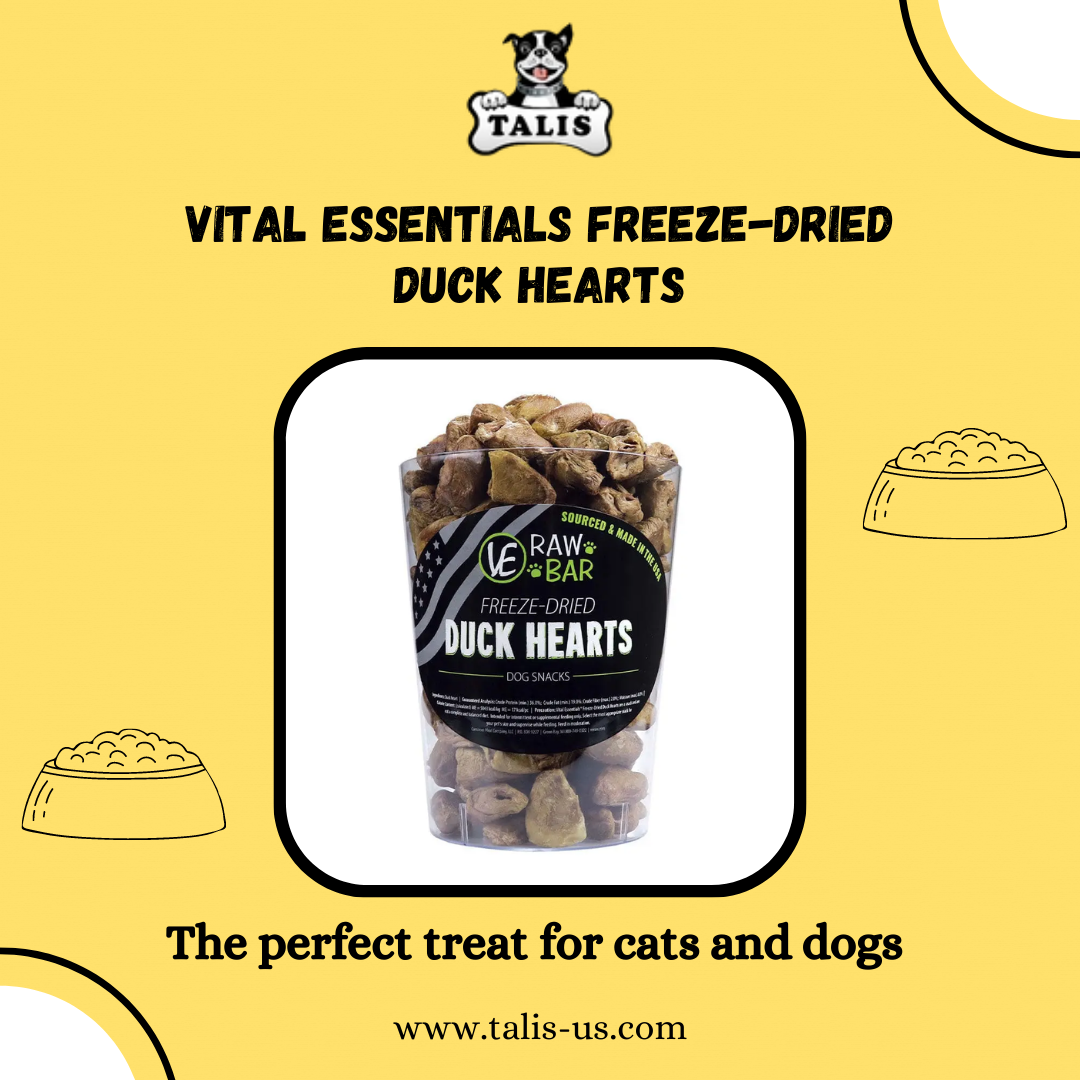 TALIS
VITAL ESSENTIALS FREEZE-DRIED
DUCK HEARTS
SOURCED & MADE IN THE USA
VE RAW
BAR
FREEZE-DRIED
DUCK HEARTS
DOG SNACKS
The perfect treat for cats and dogs
www.talis-us.com